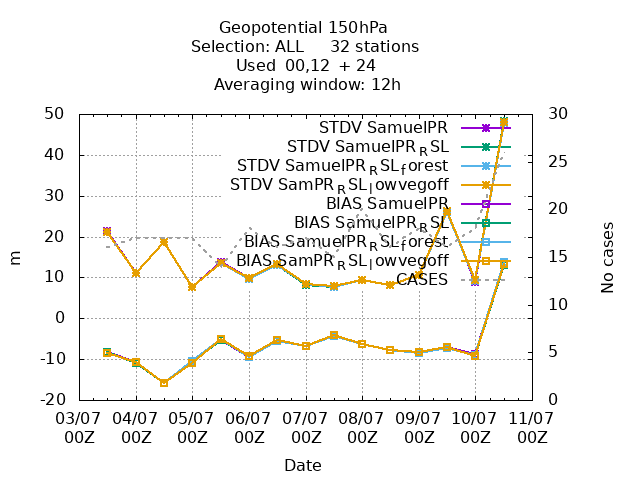 Geopotential 150hPa
Selection: ALL 32 stations
Used 00,12 + 24
Averaging window: 12h
50 30
STDV SamuelPR
STDV SamuelPR_RSL
40 25
STDV SamuelPR_RSL_forest
STDV SamPR_RSL_lowvegoff
30
BIAS SamuelPR
20
BIAS SamuelPR_RSL
20
BIAS SamuelPR_RSL_forest
BIAS SamPR_RSL_lowvegoff
15
m
No cases
10
CASES
10
0
5
-10
-20 0
03/07 04/07 05/07 06/07 07/07 08/07 09/07 10/07 11/07
00Z 00Z 00Z 00Z 00Z 00Z 00Z 00Z 00Z
Date